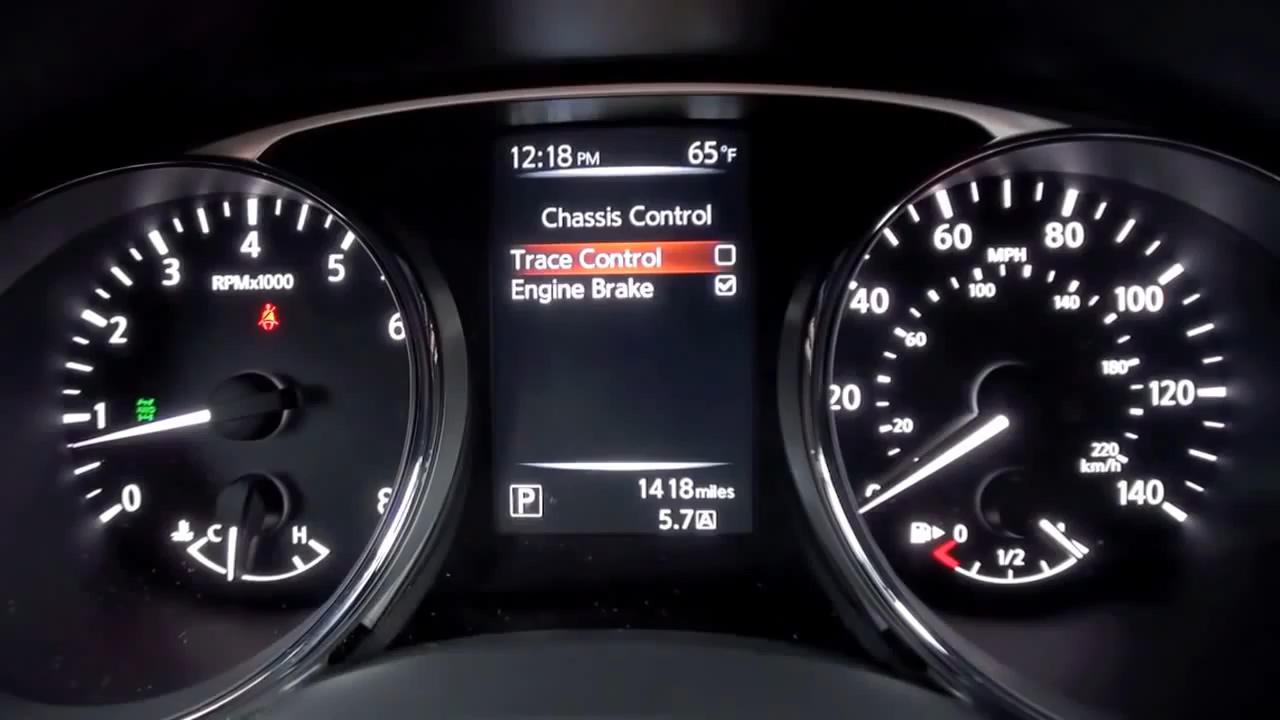 12:18 PM 65°F
Chassis Control
Trace Control
Engine Brake
P 1418 miles
5.7 A
0
1
2
3
4
5
6
8
RPMx1000
C H
20
40
60
80
100
120
140
MPH
20
60
100
140
180
220
km/h
0 1/2